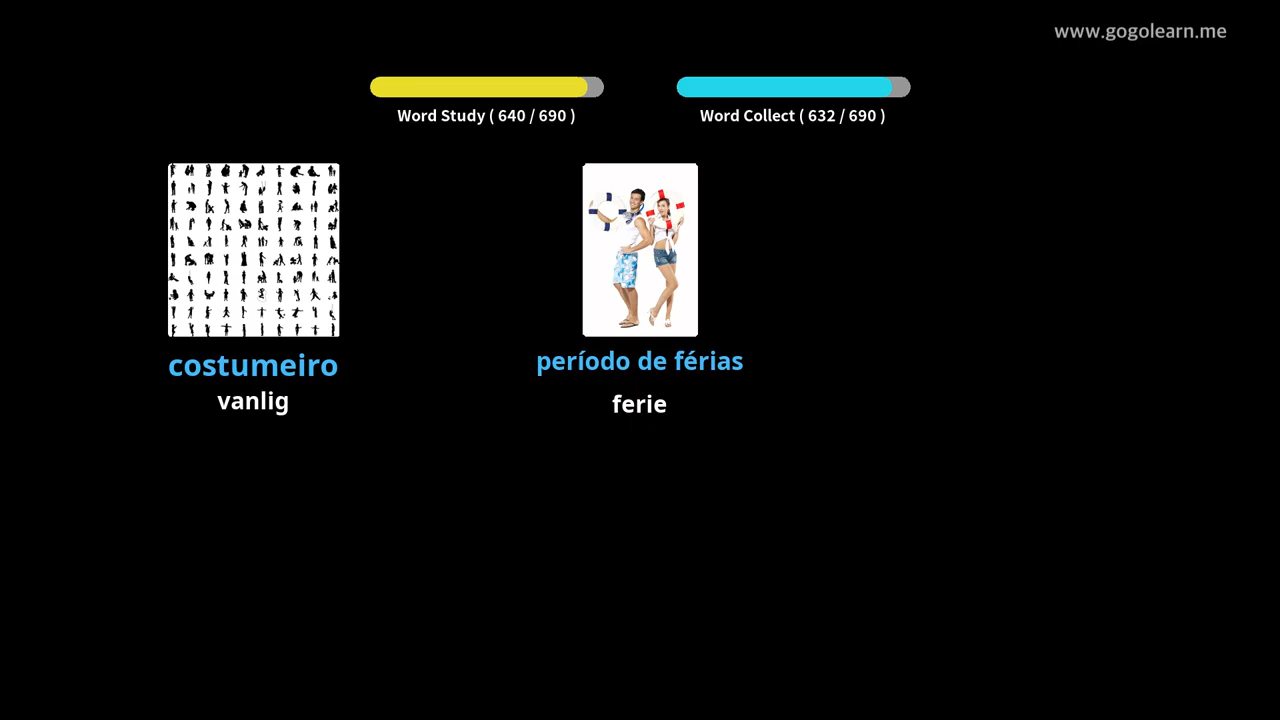 www.gogolearn.me
Word Study ( 640 / 690 )
Word Collect ( 632 / 690 )
costumeiro
vanlig
período de férias
ferie